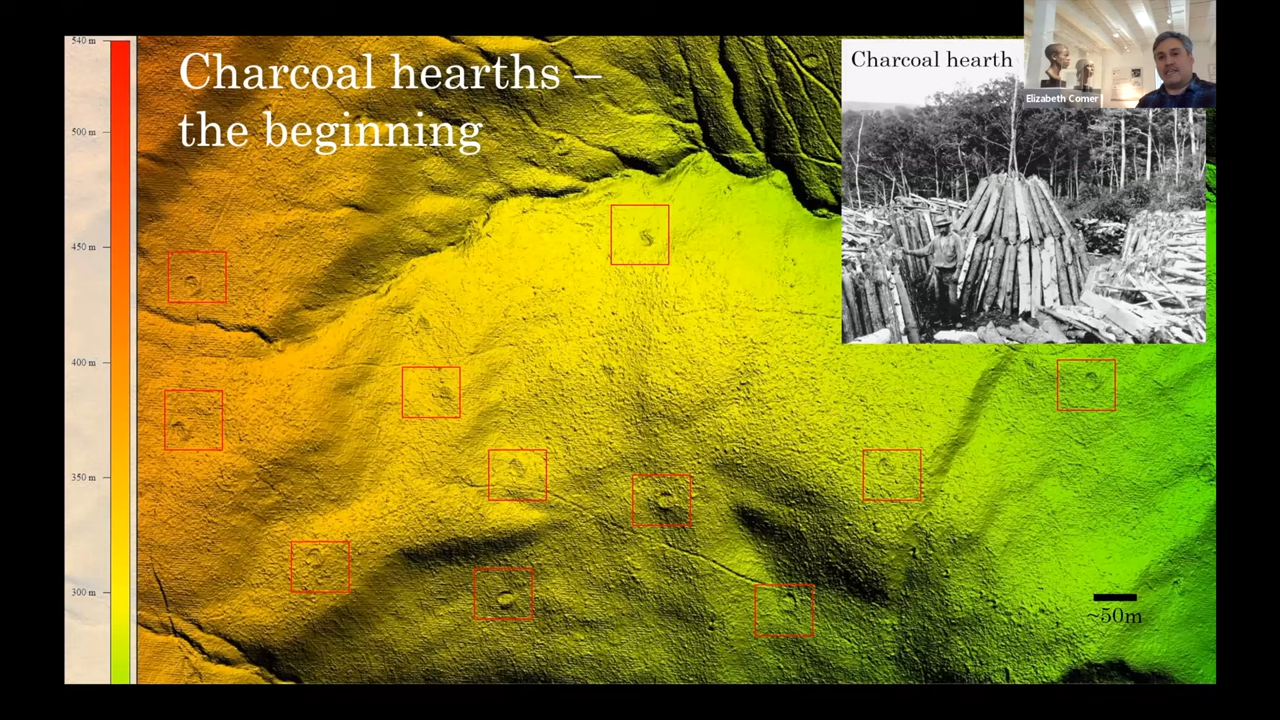 540 m
500 m
450 m
400 m
350 m
300 m
Charcoal hearths –
the beginning
Charcoal hearth
Elizabeth Comer
~50m